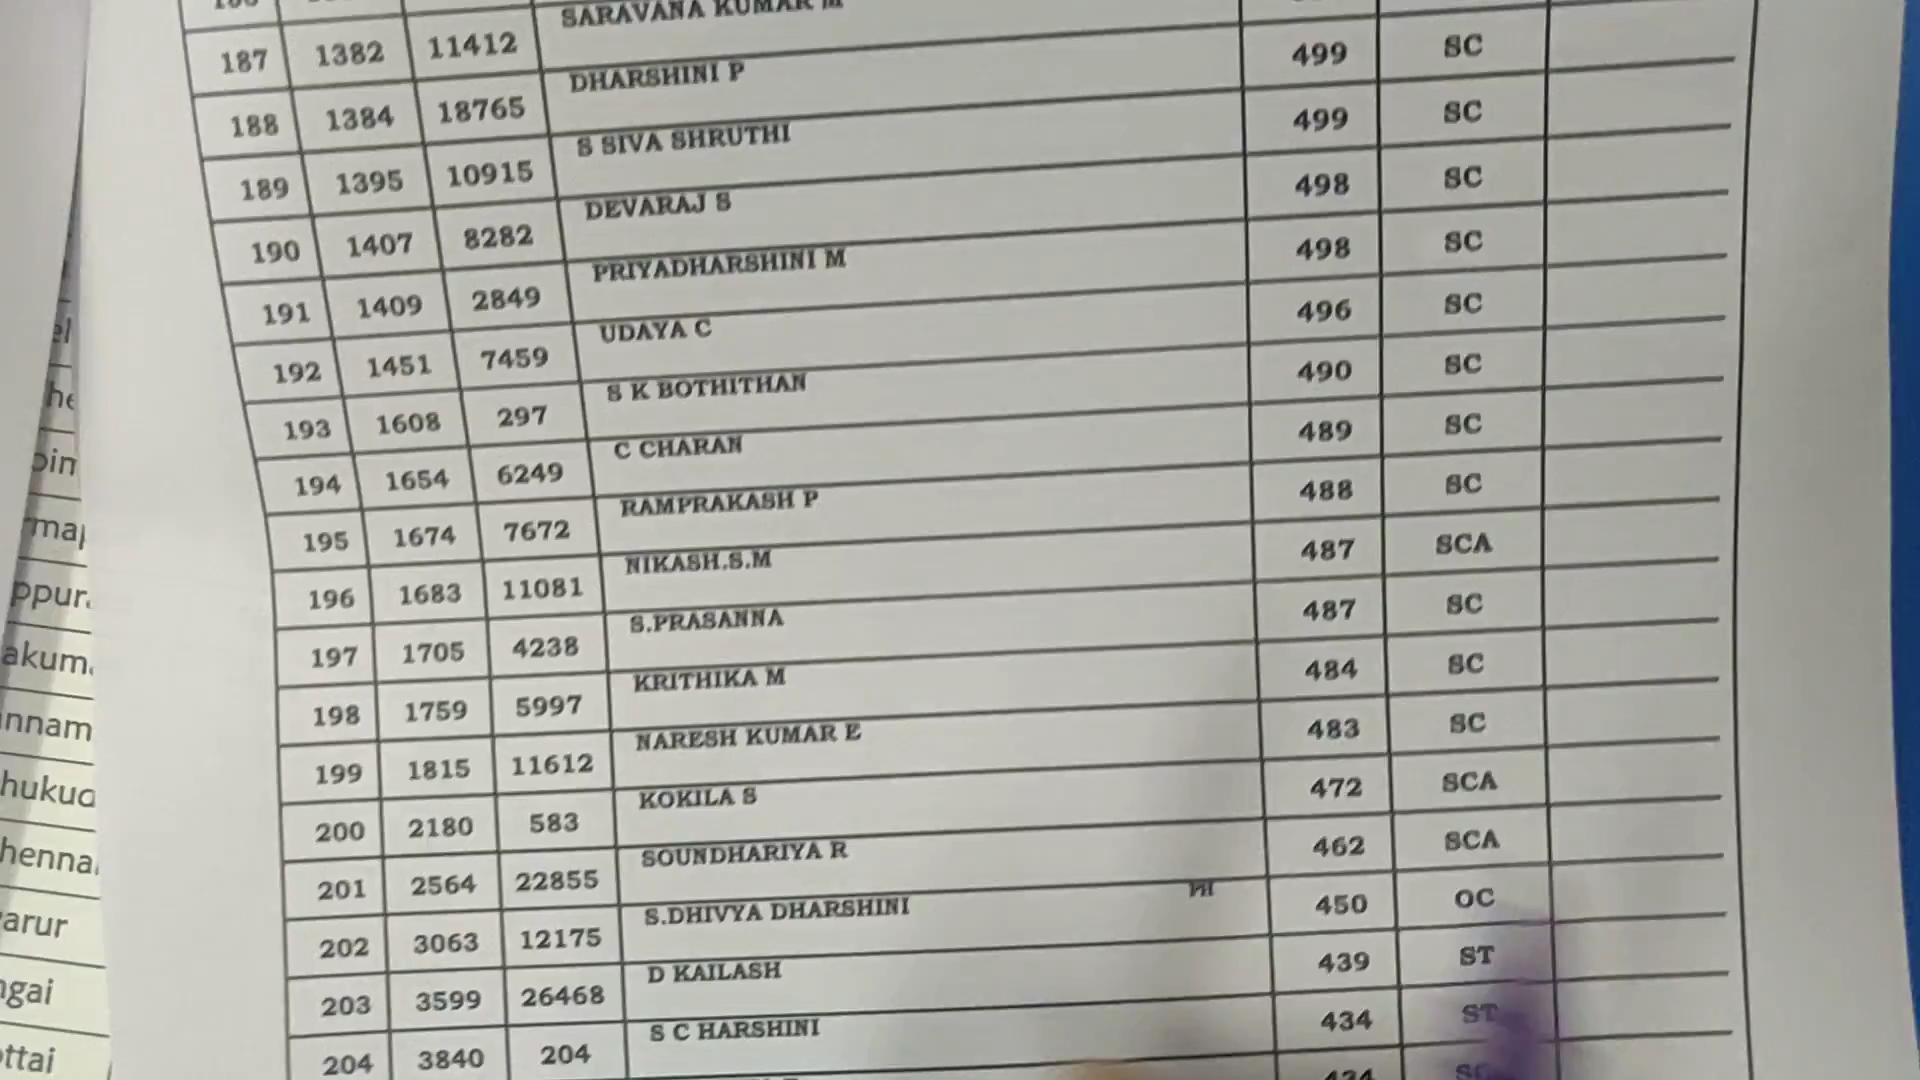 187 1382 11412 SARAVANA KUMAR M
188 1384 18765 DHARSHINI P 499 SC
189 1395 10915 S SIVA SHRUTHI 499 SC
190 1407 8282 DEVARAJ S 498 SC
191 1409 2849 PRIYADHARSHINI M 498 SC
192 1451 7459 UDAYA C 496 SC
193 1608 297 S K BOTHITHAN 490 SC
194 1654 6249 C CHARAN 489 SC
195 1674 7672 RAMPRAKASH P 488 SC
196 1683 11081 NIKASH.S.M 487 SCA
197 1705 4238 S.PRASANNA 487 SC
198 1759 5997 KRITHIKA M 484 SC
199 1815 11612 NARESH KUMAR E 483 SC
200 2180 583 KOKILA S 472 SCA
201 2564 22855 SOUNDHARIYA R 462 SCA
202 3063 12175 S.DHIVYA DHARSHINI PH 450 OC
203 3599 26468 D KAILASH 439 ST
204 3840 204 S C HARSHINI 434 ST